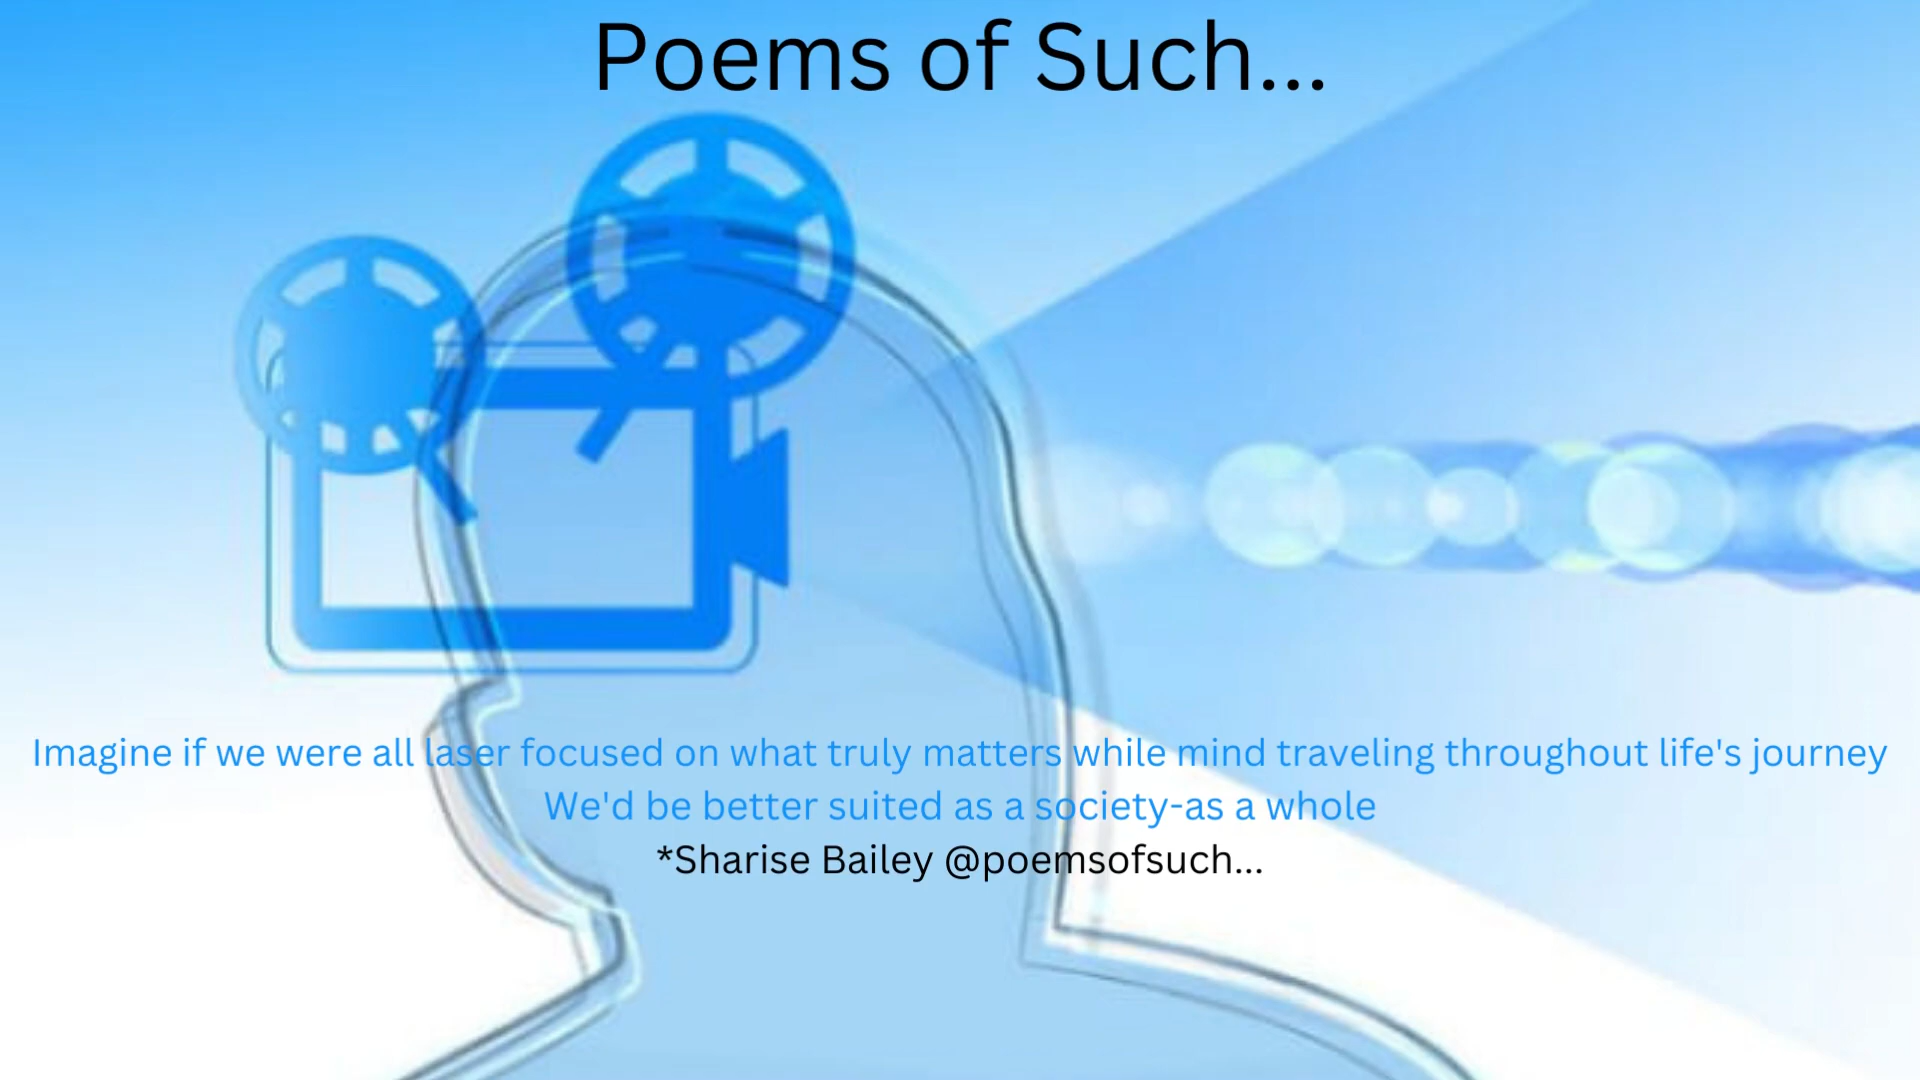 Poems of Such...
Imagine if we were all laser focused on what truly matters while mind traveling throughout life's journey
We'd be better suited as a society-as a whole
*Sharise Bailey @poemsofsuch...